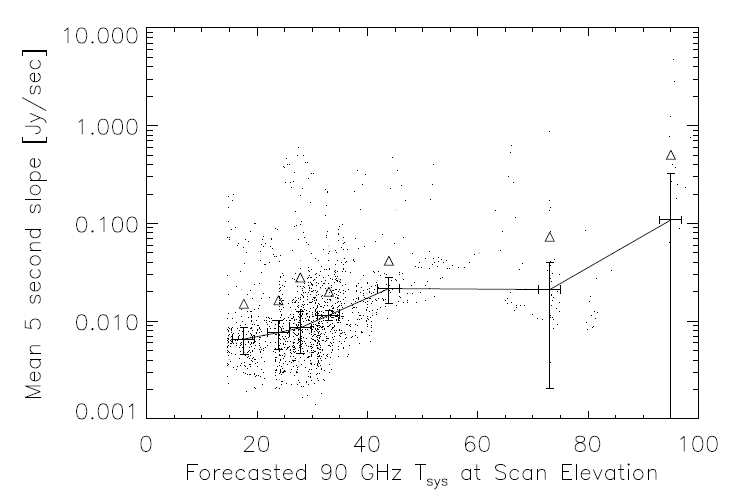 10.000
1.000
0.100
0.010
0.001
Mean 5 second slope [Jy/sec]
0 20 40 60 80 100
Forecasted 90 GHz Tsys at Scan Elevation